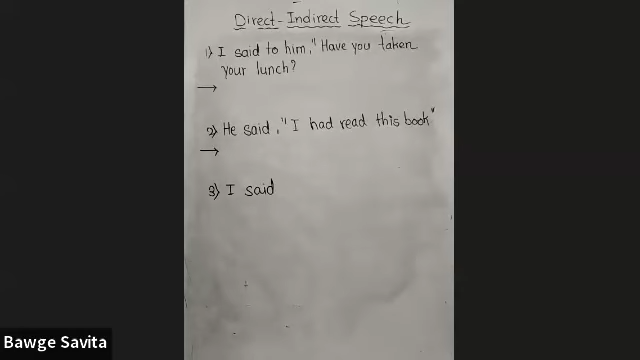 Direct-Indirect Speech
1) I said to him, "Have you taken
your lunch?
→
2) He said, "I had read this book"
→
3) I said
Bawge Savita